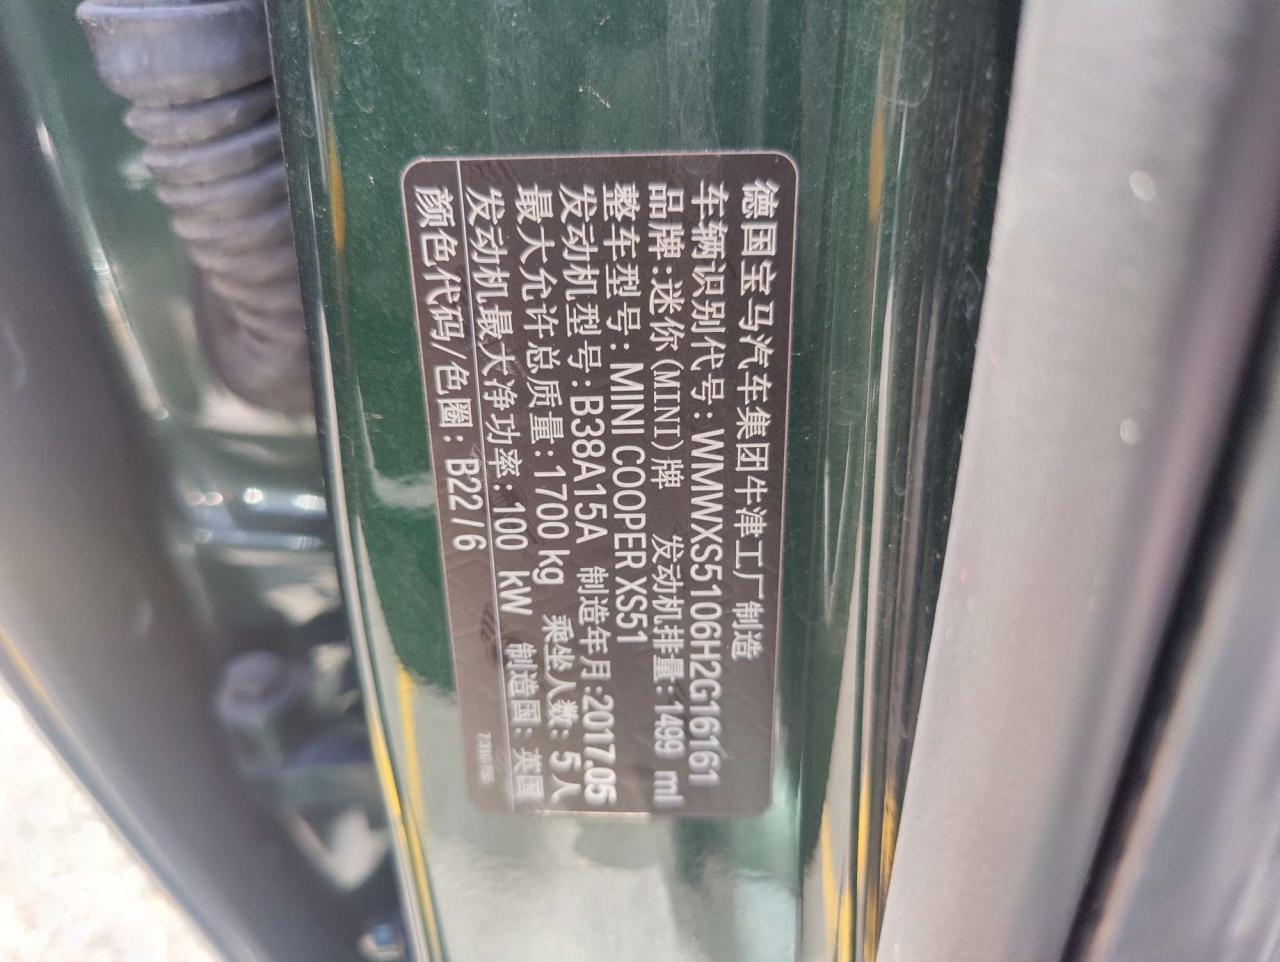 德国宝马汽车集团牛津工厂制造
车辆识别代号: WMWXS5106H2G16161
品牌:迷你(MINI)牌 发动机排量:1499 ml
整车型号: MINI COOPER XS51
发动机型号:B38A15A 制造年月:2017.05
最大允许总质量:1700 kg 乘坐人数: 5人
发动机最大净功率:100 kW 制造国: 英国
颜色代码/色圈: B22/6